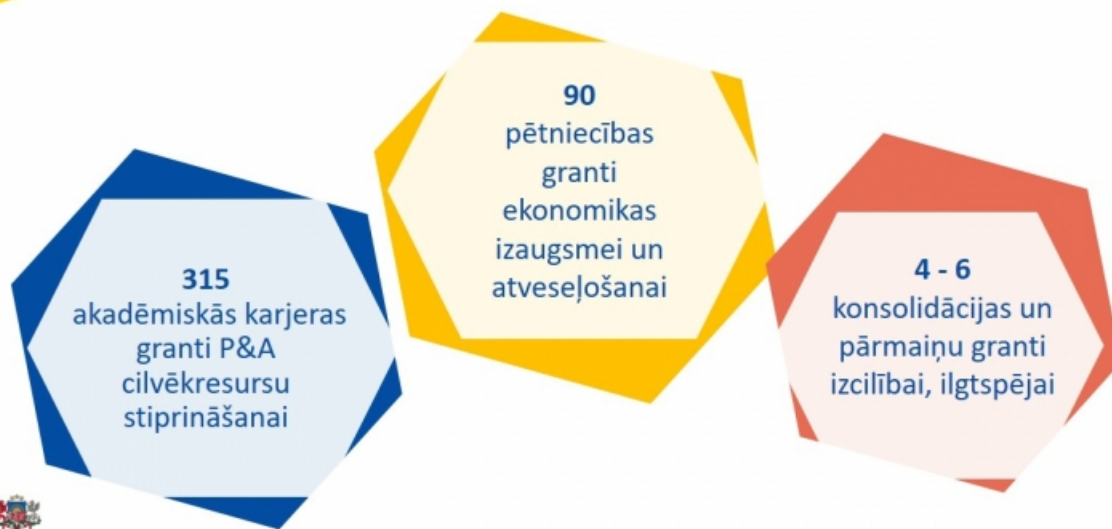 315
akadēmiskās karjeras
granti P&A
cilvēkresursu
stiprināšanai
90
pētniecības
granti
ekonomikas
izaugsmei un
atveseļošanai
4 - 6
konsolidācijas un
pārmaiņu granti
izcilībai, ilgtspējai